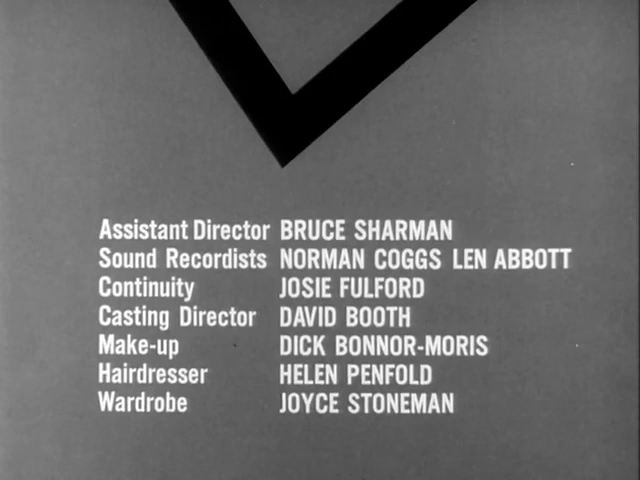 Assistant Director BRUCE SHARMAN
Sound Recordists NORMAN COGGS LEN ABBOTT
Continuity JOSIE FULFORD
Casting Director DAVID BOOTH
Make-up DICK BONNOR-MORIS
Hairdresser HELEN PENFOLD
Wardrobe JOYCE STONEMAN